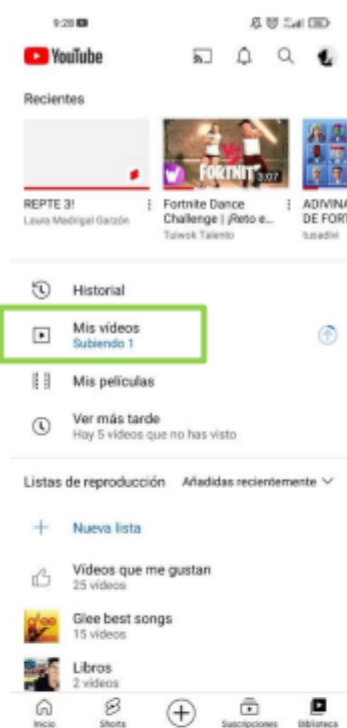 9:28
YouTube
Recientes
FORTNITE
3:07
REPTE 3!
Laura Madrigal Garzón
Fortnite Dance
Challenge | ¡Reto e...
Tuiwok Talento
ADIVINA
DE FORT
tusadivi
Historial
Mis vídeos
Subiendo 1
Mis películas
Ver más tarde
Hay 5 vídeos que no has visto
Listas de reproducción Añadidas recientemente
Nueva lista
Vídeos que me gustan
25 vídeos
glee
Glee best songs
15 vídeos
Libros
2 vídeos
Inicio Shorts Suscripciones Biblioteca